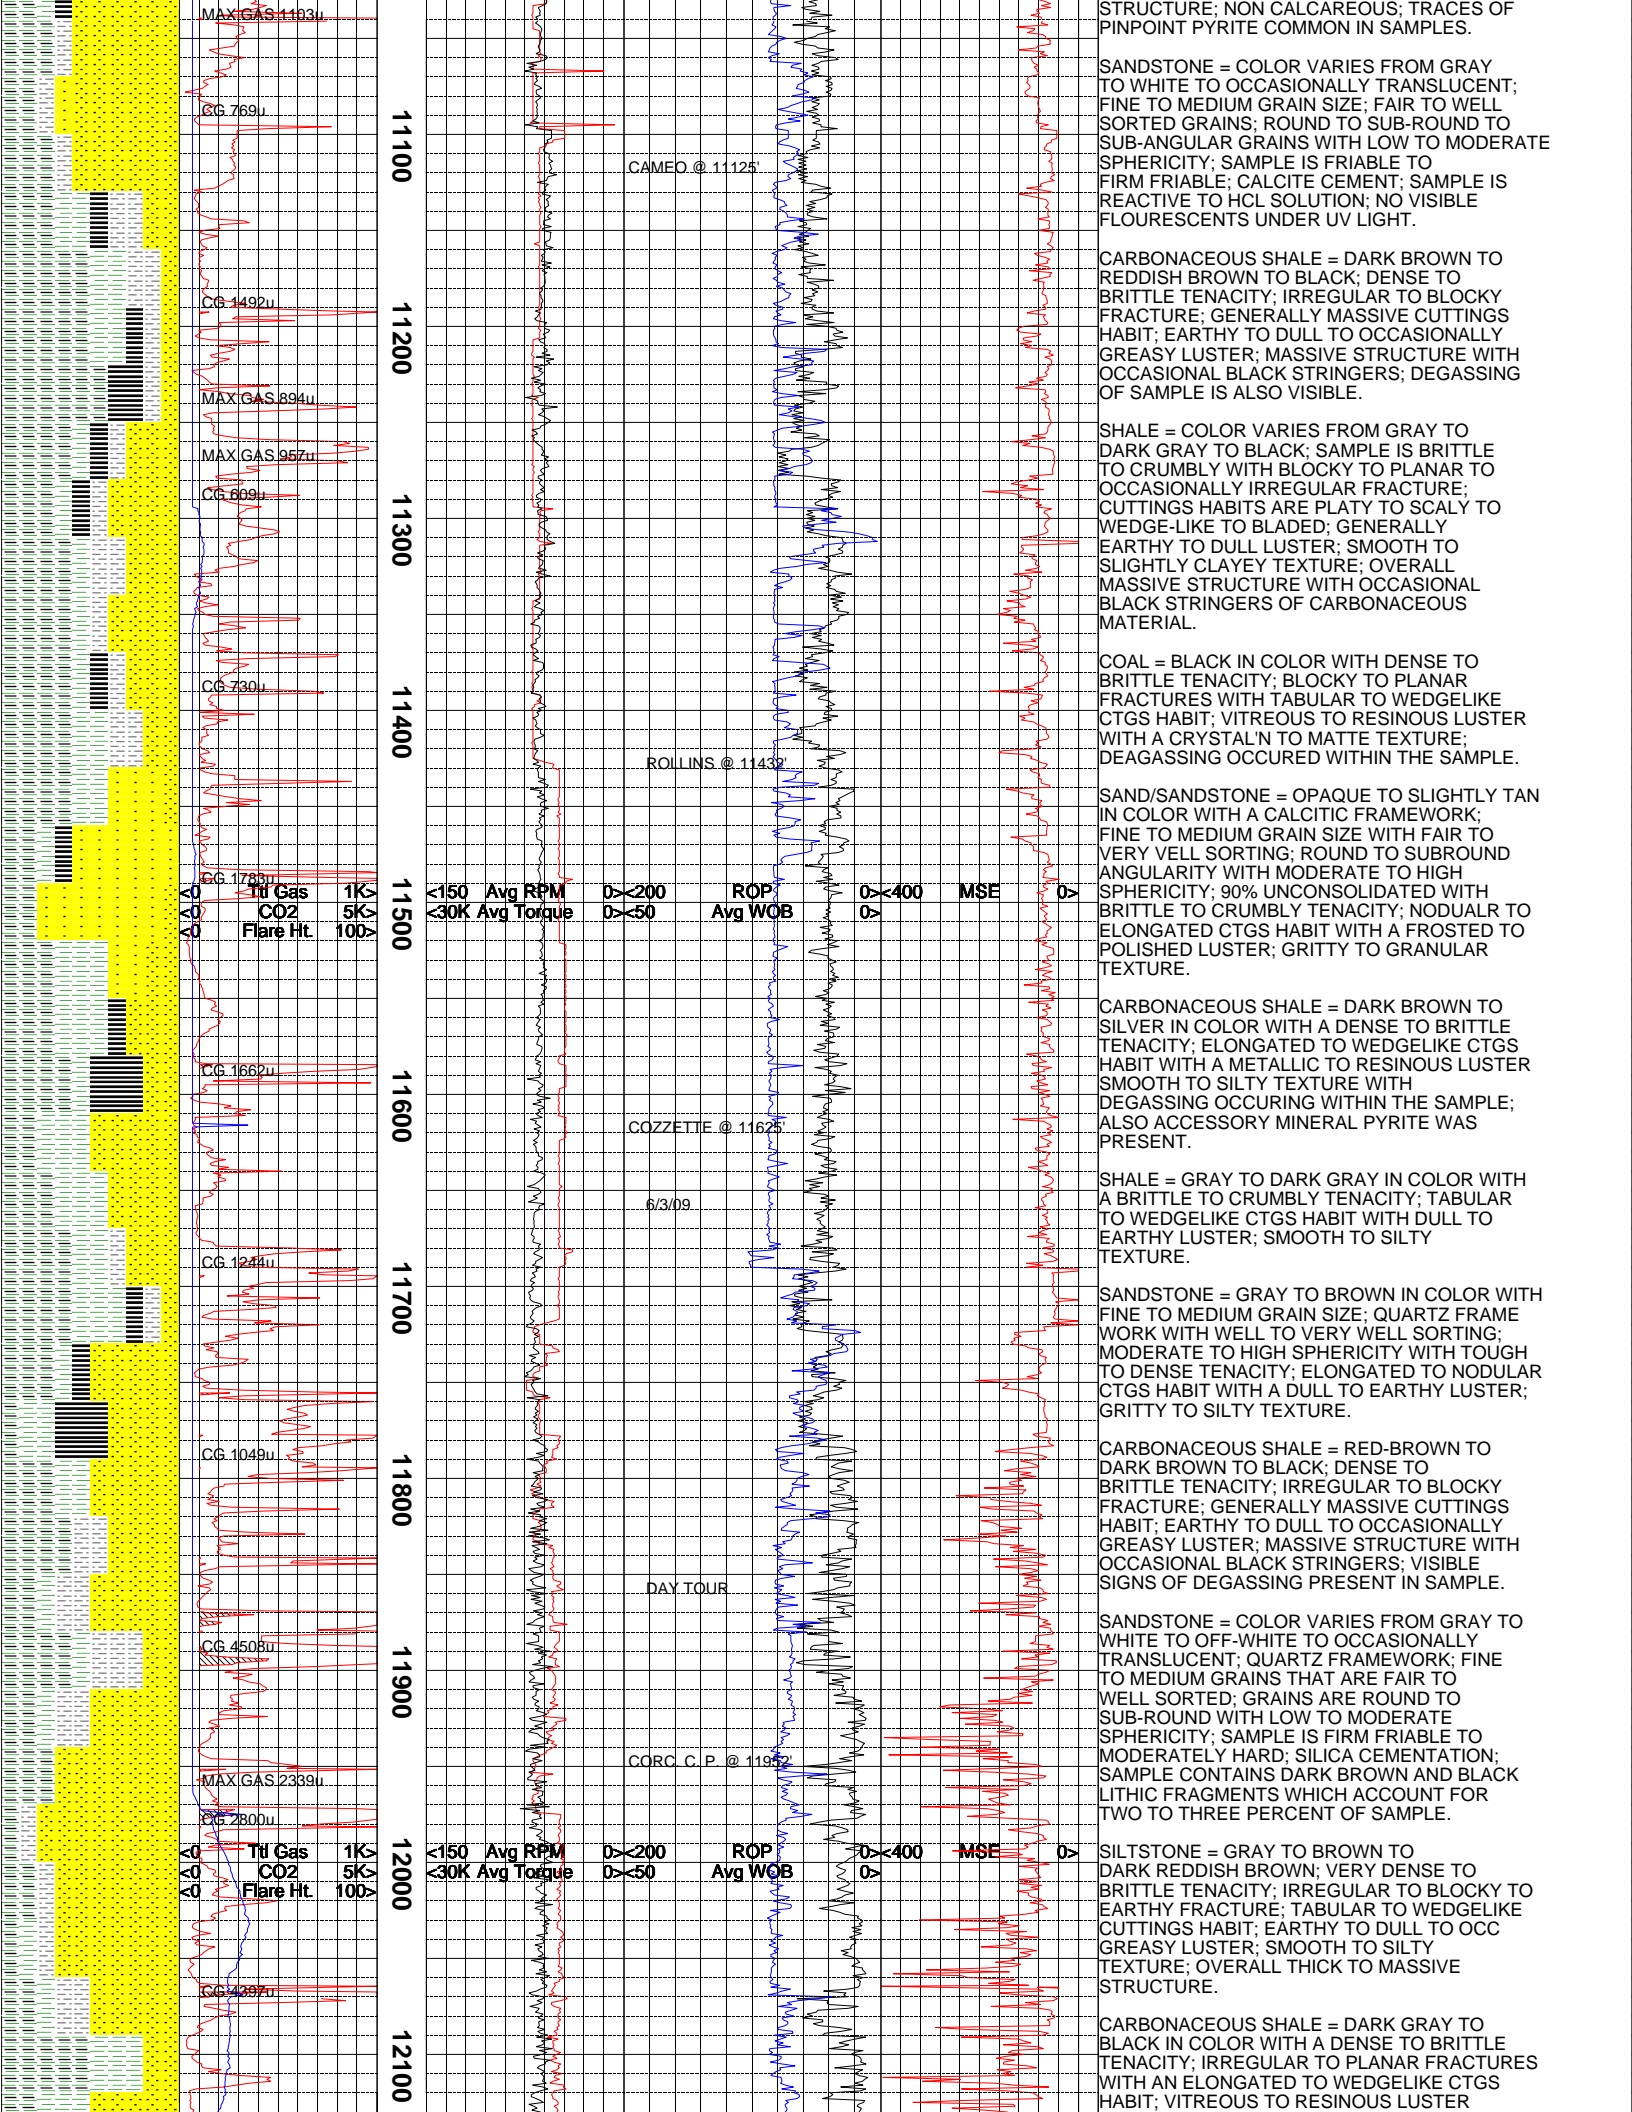 MAX GAS 1103u
CG 769u
CG 1492u
MAX GAS 894u
MAX GAS 957u
CG 609u
CG 730u
CG 1783u
<0 Ttl Gas 1K>
<0 CO2 5K>
<0 Flare Ht. 100>
CG 1662u
CG 1244u
CG 1049u
CG 4508u
MAX GAS 2339u
CG 2800u
<0 Ttl Gas 1K>
<0 CO2 5K>
<0 Flare Ht. 100>
CG 4397u
11100
11200
11300
11400
11500
11600
11700
11800
11900
12000
12100
CAMEO @ 11125'
ROLLINS @ 11432'
<150 Avg RPM 0><200 ROP 0><400 MSE 0>
<30K Avg Torque 0><50 Avg WOB 0>
COZZETTE @ 11625'
6/3/09
DAY TOUR
CORC. C. P. @ 11952'
<150 Avg RPM 0><200 ROP 0><400 MSE 0>
<30K Avg Torque 0><50 Avg WOB 0>
STRUCTURE; NON CALCAREOUS; TRACES OF
PINPOINT PYRITE COMMON IN SAMPLES.
SANDSTONE = COLOR VARIES FROM GRAY
TO WHITE TO OCCASIONALLY TRANSLUCENT;
FINE TO MEDIUM GRAIN SIZE; FAIR TO WELL
SORTED GRAINS; ROUND TO SUB-ROUND TO
SUB-ANGULAR GRAINS WITH LOW TO MODERATE
SPHERICITY; SAMPLE IS FRIABLE TO
FIRM FRIABLE; CALCITE CEMENT; SAMPLE IS
REACTIVE TO HCL SOLUTION; NO VISIBLE
FLOURESCENTS UNDER UV LIGHT.
CARBONACEOUS SHALE = DARK BROWN TO
REDDISH BROWN TO BLACK; DENSE TO
BRITTLE TENACITY; IRREGULAR TO BLOCKY
FRACTURE; GENERALLY MASSIVE CUTTINGS
HABIT; EARTHY TO DULL TO OCCASIONALLY
GREASY LUSTER; MASSIVE STRUCTURE WITH
OCCASIONAL BLACK STRINGERS; DEGASSING
OF SAMPLE IS ALSO VISIBLE.
SHALE = COLOR VARIES FROM GRAY TO
DARK GRAY TO BLACK; SAMPLE IS BRITTLE
TO CRUMBLY WITH BLOCKY TO PLANAR TO
OCCASIONALLY IRREGULAR FRACTURE;
CUTTINGS HABITS ARE PLATY TO SCALY TO
WEDGE-LIKE TO BLADED; GENERALLY
EARTHY TO DULL LUSTER; SMOOTH TO
SLIGHTLY CLAYEY TEXTURE; OVERALL
MASSIVE STRUCTURE WITH OCCASIONAL
BLACK STRINGERS OF CARBONACEOUS
MATERIAL.
COAL = BLACK IN COLOR WITH DENSE TO
BRITTLE TENACITY; BLOCKY TO PLANAR
FRACTURES WITH TABULAR TO WEDGELIKE
CTGS HABIT; VITREOUS TO RESINOUS LUSTER
WITH A CRYSTAL'N TO MATTE TEXTURE;
DEAGASSING OCCURED WITHIN THE SAMPLE.
SAND/SANDSTONE = OPAQUE TO SLIGHTLY TAN
IN COLOR WITH A CALCITIC FRAMEWORK;
FINE TO MEDIUM GRAIN SIZE WITH FAIR TO
VERY VELL SORTING; ROUND TO SUBROUND
ANGULARITY WITH MODERATE TO HIGH
SPHERICITY; 90% UNCONSOLIDATED WITH
BRITTLE TO CRUMBLY TENACITY; NODUALR TO
ELONGATED CTGS HABIT WITH A FROSTED TO
POLISHED LUSTER; GRITTY TO GRANULAR
TEXTURE.
CARBONACEOUS SHALE = DARK BROWN TO
SILVER IN COLOR WITH A DENSE TO BRITTLE
TENACITY; ELONGATED TO WEDGELIKE CTGS
HABIT WITH A METALLIC TO RESINOUS LUSTER
SMOOTH TO SILTY TEXTURE WITH
DEGASSING OCCURING WITHIN THE SAMPLE;
ALSO ACCESSORY MINERAL PYRITE WAS
PRESENT.
SHALE = GRAY TO DARK GRAY IN COLOR WITH
A BRITTLE TO CRUMBLY TENACITY; TABULAR
TO WEDGELIKE CTGS HABIT WITH DULL TO
EARTHY LUSTER; SMOOTH TO SILTY
TEXTURE.
SANDSTONE = GRAY TO BROWN IN COLOR WITH
FINE TO MEDIUM GRAIN SIZE; QUARTZ FRAME
WORK WITH WELL TO VERY WELL SORTING;
MODERATE TO HIGH SPHERICITY WITH TOUGH
TO DENSE TENACITY; ELONGATED TO NODULAR
CTGS HABIT WITH A DULL TO EARTHY LUSTER;
GRITTY TO SILTY TEXTURE.
CARBONACEOUS SHALE = RED-BROWN TO
DARK BROWN TO BLACK; DENSE TO
BRITTLE TENACITY; IRREGULAR TO BLOCKY
FRACTURE; GENERALLY MASSIVE CUTTINGS
HABIT; EARTHY TO DULL TO OCCASIONALLY
GREASY LUSTER; MASSIVE STRUCTURE WITH
OCCASIONAL BLACK STRINGERS; VISIBLE
SIGNS OF DEGASSING PRESENT IN SAMPLE.
SANDSTONE = COLOR VARIES FROM GRAY TO
WHITE TO OFF-WHITE TO OCCASIONALLY
TRANSLUCENT; QUARTZ FRAMEWORK; FINE
TO MEDIUM GRAINS THAT ARE FAIR TO
WELL SORTED; GRAINS ARE ROUND TO
SUB-ROUND WITH LOW TO MODERATE
SPHERICITY; SAMPLE IS FIRM FRIABLE TO
MODERATELY HARD; SILICA CEMENTATION;
SAMPLE CONTAINS DARK BROWN AND BLACK
LITHIC FRAGMENTS WHICH ACCOUNT FOR
TWO TO THREE PERCENT OF SAMPLE.
SILTSTONE = GRAY TO BROWN TO
DARK REDDISH BROWN; VERY DENSE TO
BRITTLE TENACITY; IRREGULAR TO BLOCKY TO
EARTHY FRACTURE; TABULAR TO WEDGELIKE
CUTTINGS HABIT; EARTHY TO DULL TO OCC
GREASY LUSTER; SMOOTH TO SILTY
TEXTURE; OVERALL THICK TO MASSIVE
STRUCTURE.
CARBONACEOUS SHALE = DARK GRAY TO
BLACK IN COLOR WITH A DENSE TO BRITTLE
TENACITY; IRREGULAR TO PLANAR FRACTURES
WITH AN ELONGATED TO WEDGELIKE CTGS
HABIT; VITREOUS TO RESINOUS LUSTER